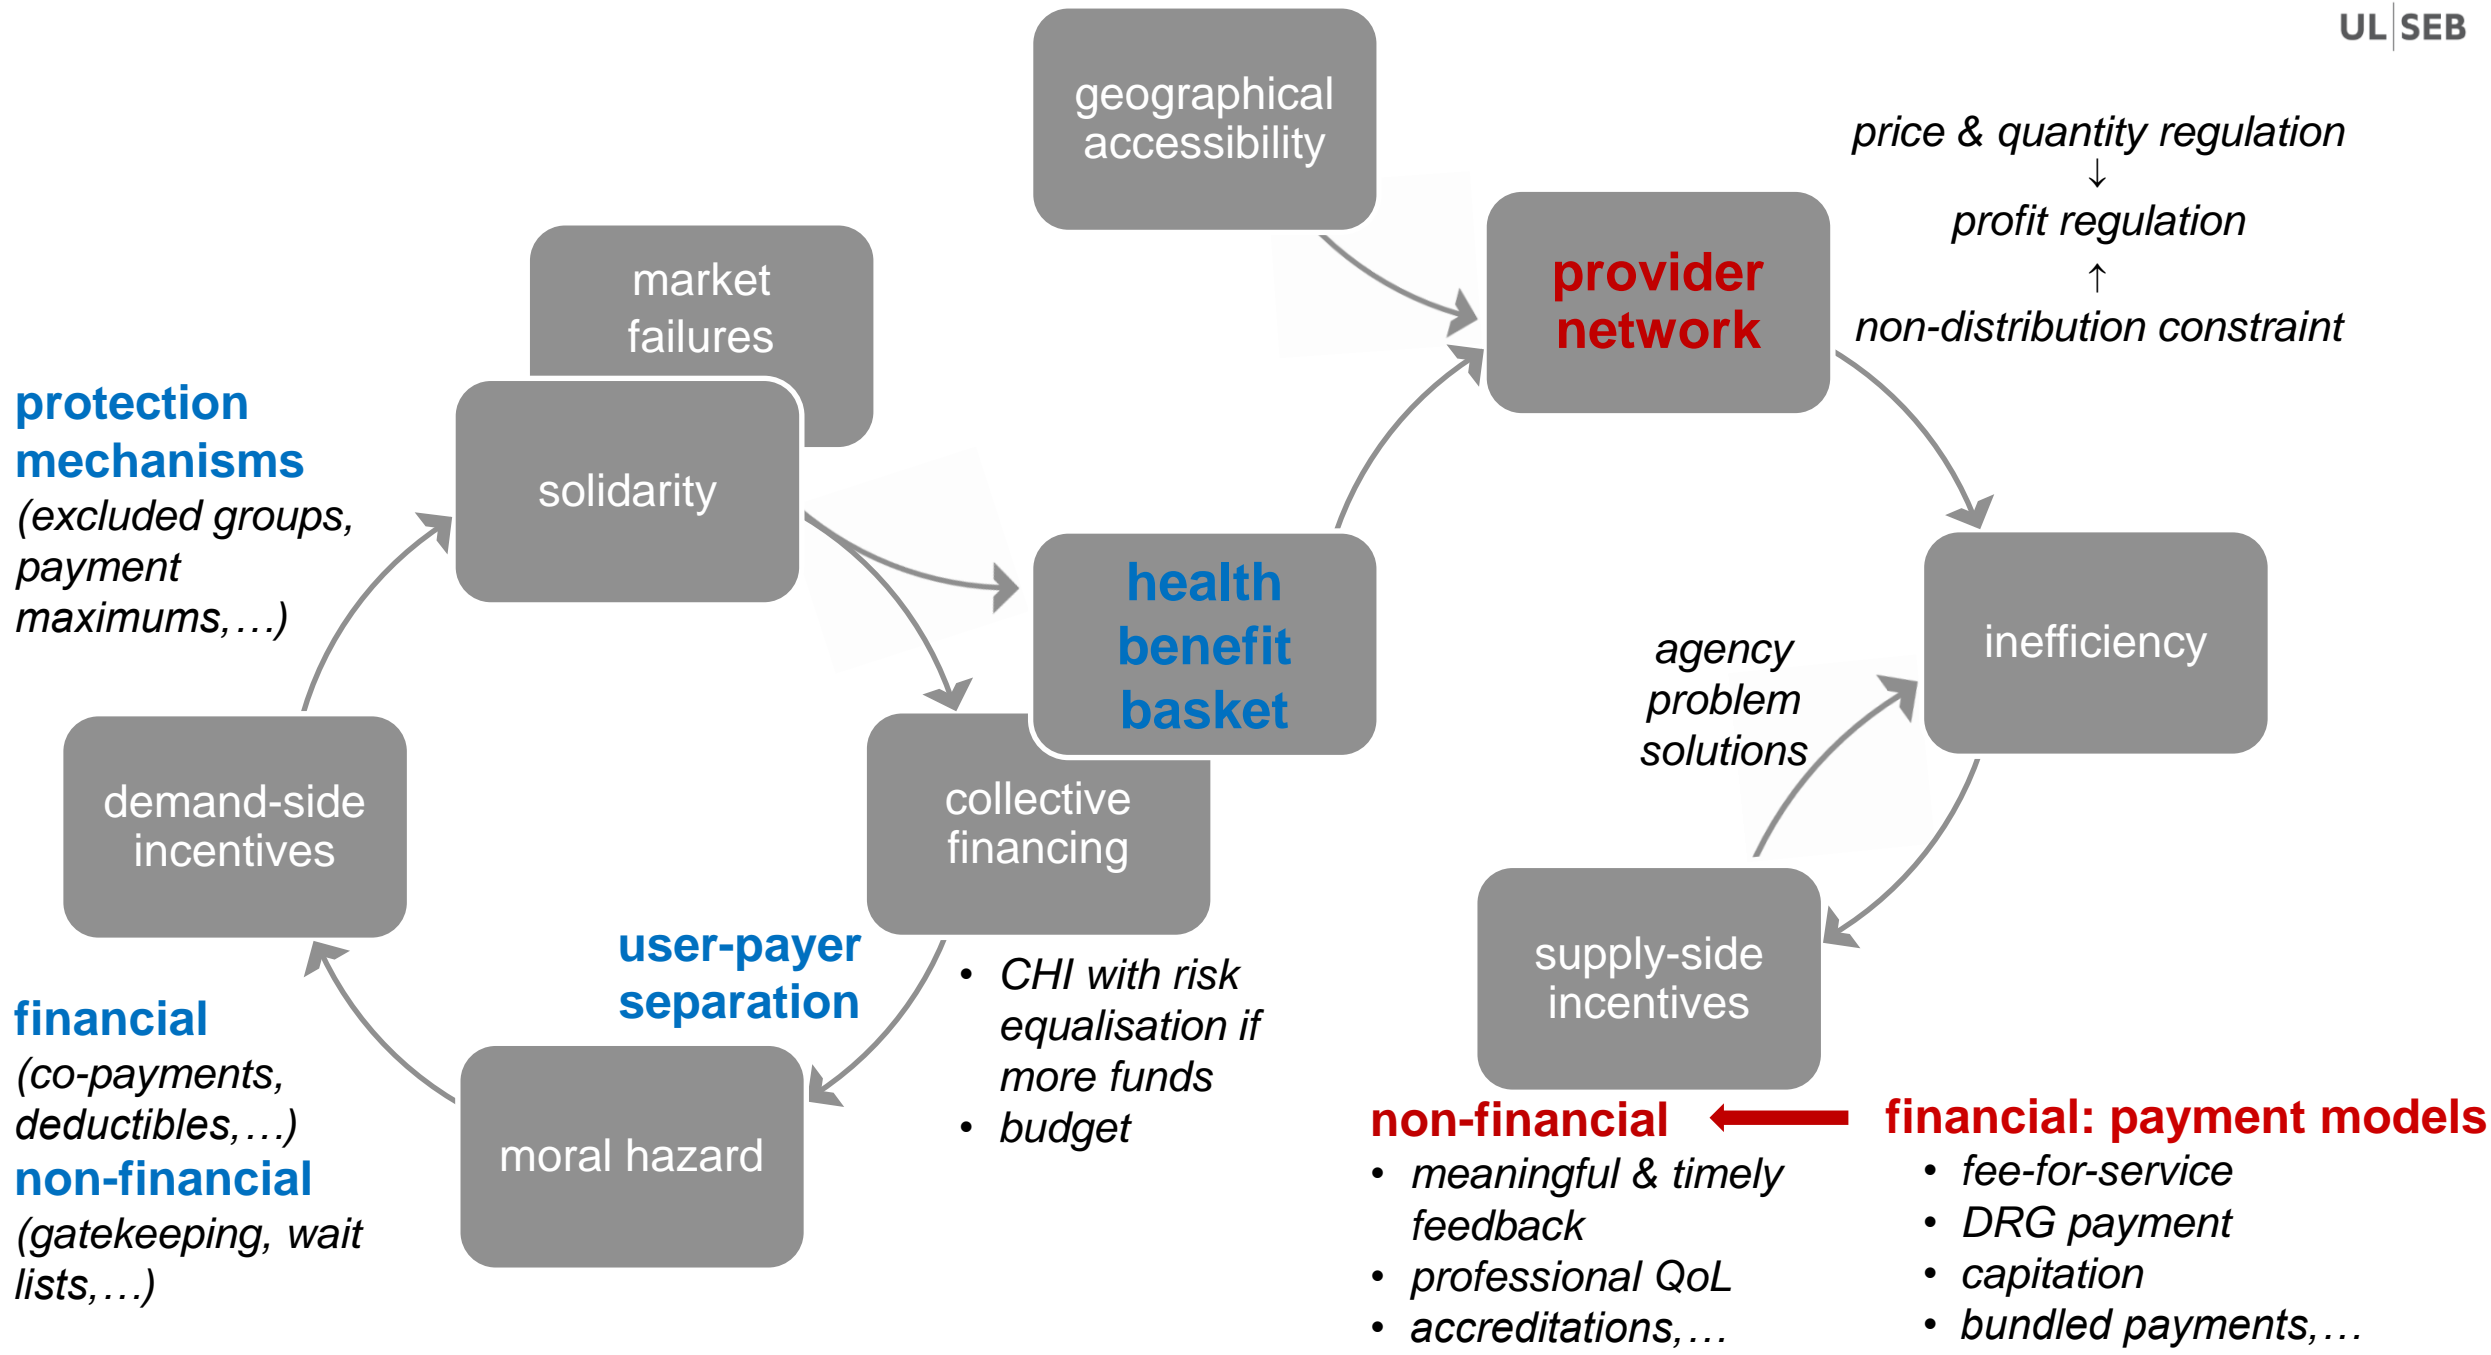 UL|SEB
geographical
accessibility
price & quantity regulation
↓
profit regulation
↑
non-distribution constraint
provider
network
market
failures
solidarity
protection
mechanisms
(excluded groups,
payment
maximums,…)
health
benefit
basket
inefficiency
agency
problem
solutions
demand-side
incentives
collective
financing
user-payer
separation
• CHI with risk
equalisation if
more funds
• budget
supply-side
incentives
financial
(co-payments,
deductibles,…)
non-financial
(gatekeeping, wait
lists,…)
moral hazard
non-financial
• meaningful & timely
feedback
• professional QoL
• accreditations,…
financial: payment models
• fee-for-service
• DRG payment
• capitation
• bundled payments,…